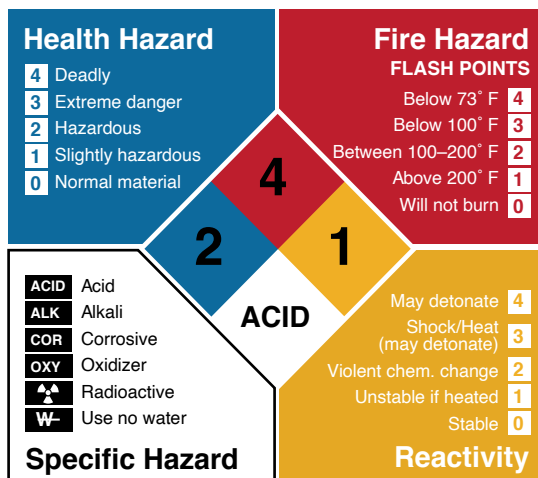 Health Hazard
4 Deadly
3 Extreme danger
2 Hazardous
1 Slightly hazardous
0 Normal material
Fire Hazard
FLASH POINTS
Below 73° F 4
Below 100° F 3
Between 100–200° F 2
Above 200° F 1
Will not burn 0
4
2
1
ACID
ACID Acid
ALK Alkali
COR Corrosive
OXY Oxidizer
Radioactive
W Use no water
Specific Hazard
May detonate 4
Shock/Heat
(may detonate) 3
Violent chem. change 2
Unstable if heated 1
Stable 0
Reactivity